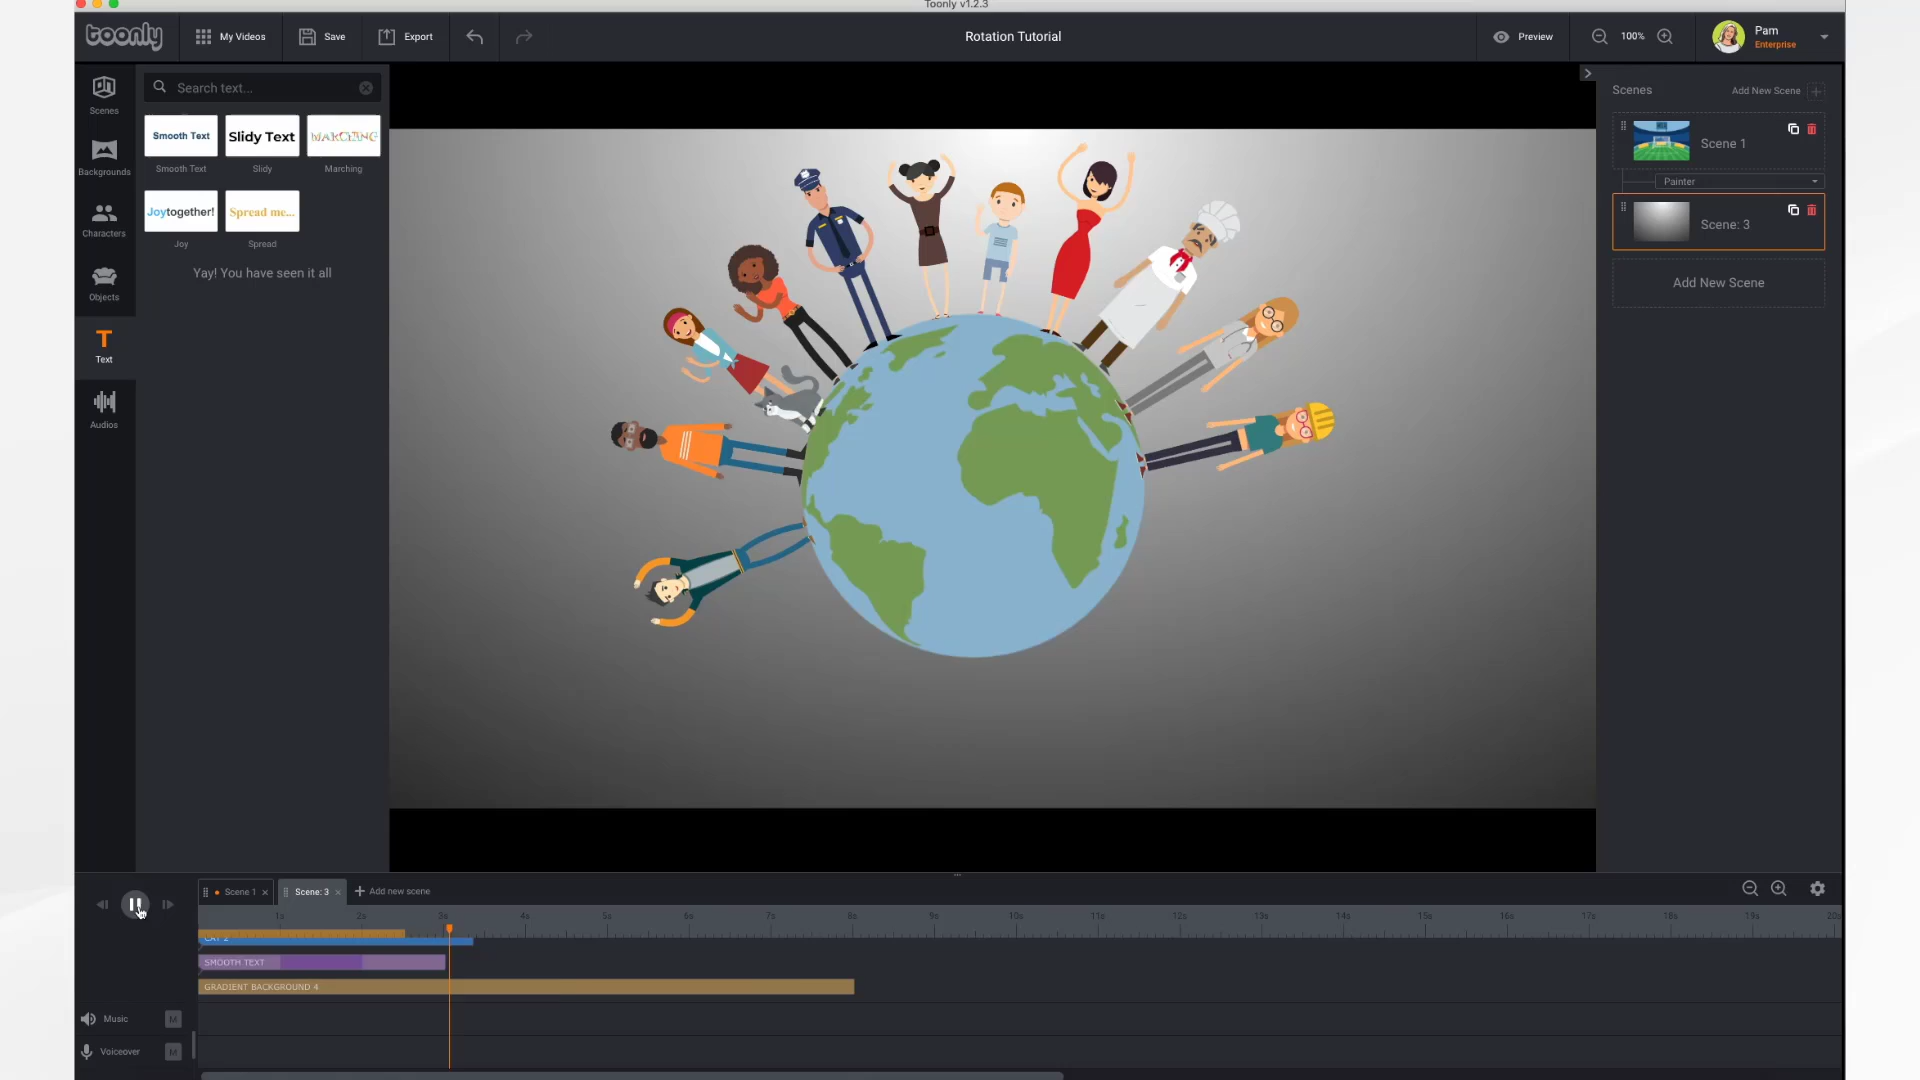 Toonly v1.2.3
toonly
My Videos
Save
Export
Rotation Tutorial
Preview
100%
Pam
Enterprise
Scenes
Backgrounds
Characters
Objects
T
Text
Audios
Search text...
Smooth Text
Slidy Text
MARCHING
Smooth Text
Slidy
Marching
Joytogether!
Spread me...
Joy
Spread
Yay! You have seen it all
Scenes
Add New Scene
Scene 1
Painter
Scene: 3
Add New Scene
Scene 1
Scene: 3
Add new scene
1s 2s 3s 4s 5s 6s 7s 8s 9s 10s 11s 12s 13s 14s 15s 16s 17s 18s 19s 20s
CAT 2
SMOOTH TEXT
GRADIENT BACKGROUND 4
Music
M
Voiceover
M